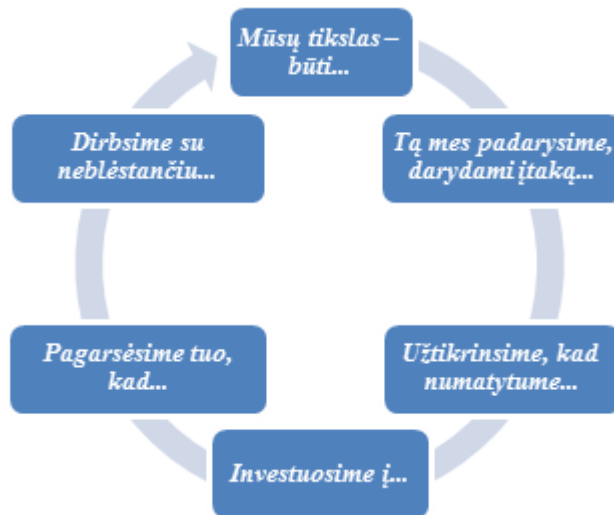 Mūsų tikslas –
būti...
Tą mes padarysime,
darydami įtaką...
Užtikrinsime, kad
numatytume...
Investuosime į...
Pagarsėsime tuo,
kad...
Dirbsime su
neblėstančiu...